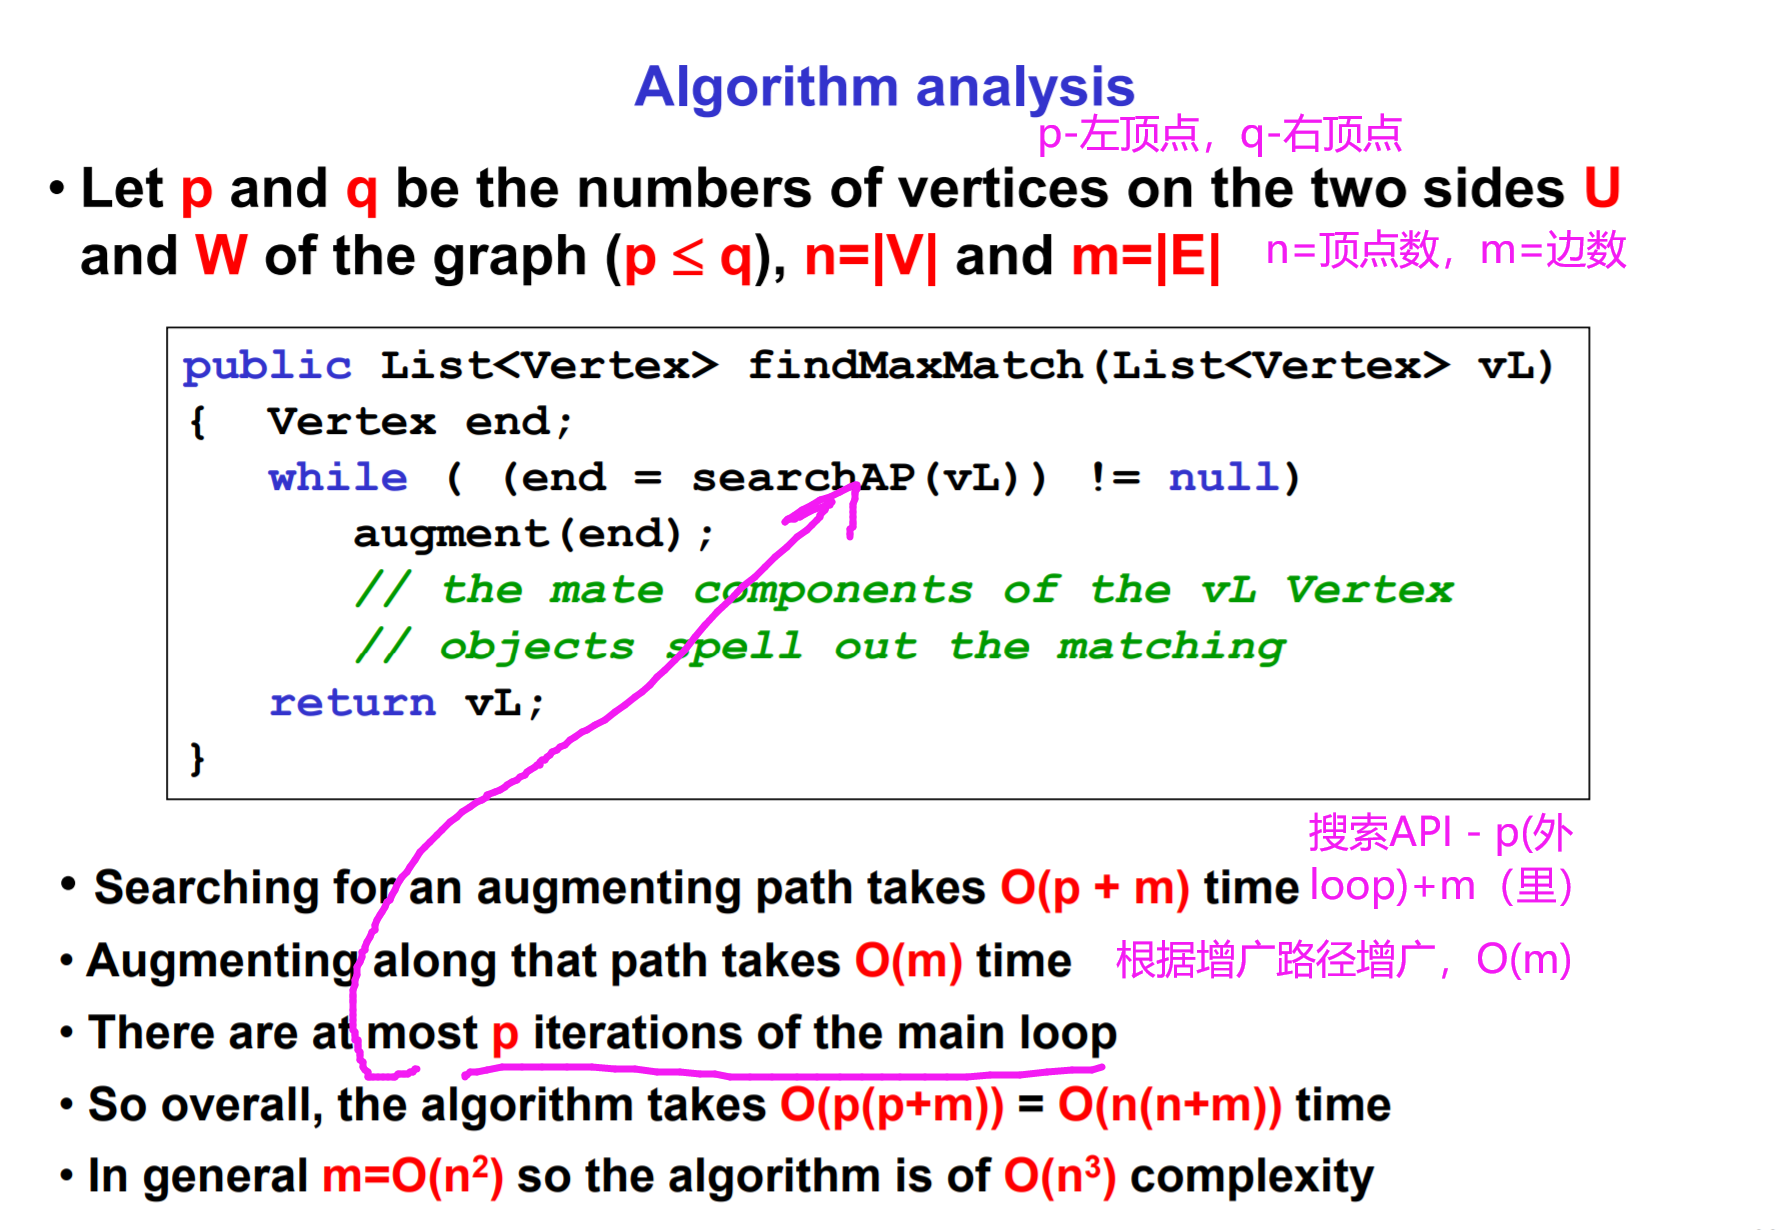 Algorithm analysis
p-左顶点，q-右顶点
• Let p and q be the numbers of vertices on the two sides U
and W of the graph (p ≤ q), n=|V| and m=|E|
n=顶点数，m=边数
public List<Vertex> findMaxMatch(List<Vertex> vL)
{ Vertex end;
while ( (end = searchAP(vL)) != null)
augment(end);
// the mate components of the vL Vertex
// objects spell out the matching
return vL;
}
• Searching for an augmenting path takes O(p + m) time
搜索API - p(外
loop)+m（里）
• Augmenting along that path takes O(m) time
根据增广路径增广，O(m)
• There are at most p iterations of the main loop
• So overall, the algorithm takes O(p(p+m)) = O(n(n+m)) time
• In general m=O(n²) so the algorithm is of O(n³) complexity